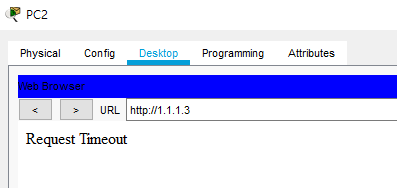 PC2
Physical Config Desktop Programming Attributes
Web Browser
< > URL http://1.1.1.3
Request Timeout